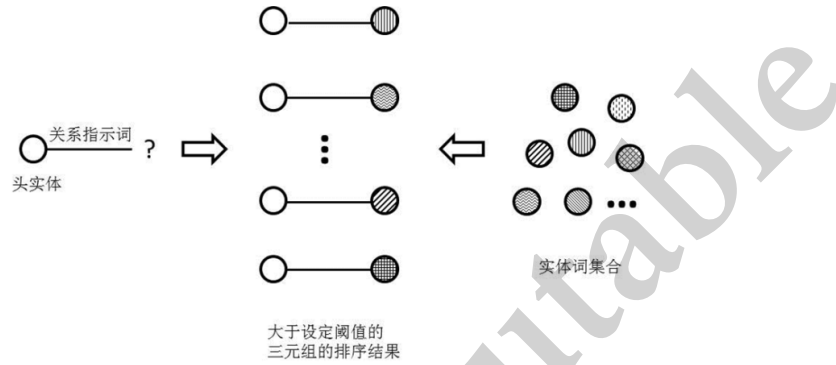 关系指示词
?
头实体
实体词集合
大于设定阈值的
三元组的排序结果